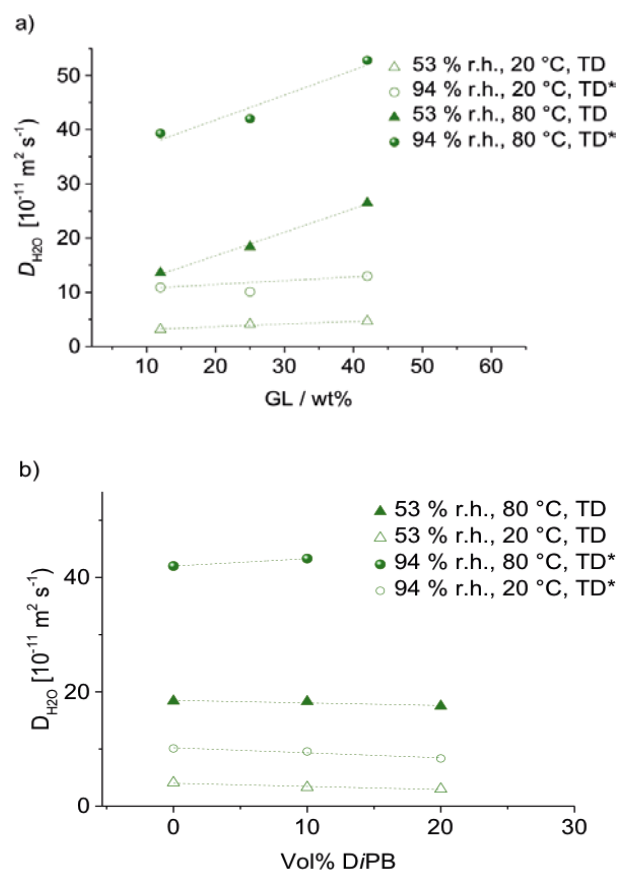 a)
53 % r.h., 20 °C, TD
94 % r.h., 20 °C, TD*
53 % r.h., 80 °C, TD
94 % r.h., 80 °C, TD*
50
40
30
20
10
0
D_H2O [10⁻¹¹ m² s⁻¹]
10 20 30 40 50 60
GL / wt%
b)
53 % r.h., 80 °C, TD
53 % r.h., 20 °C, TD
94 % r.h., 80 °C, TD*
94 % r.h., 20 °C, TD*
40
20
0
D_H2O [10⁻¹¹ m² s⁻¹]
0 10 20 30
Vol% DiPB